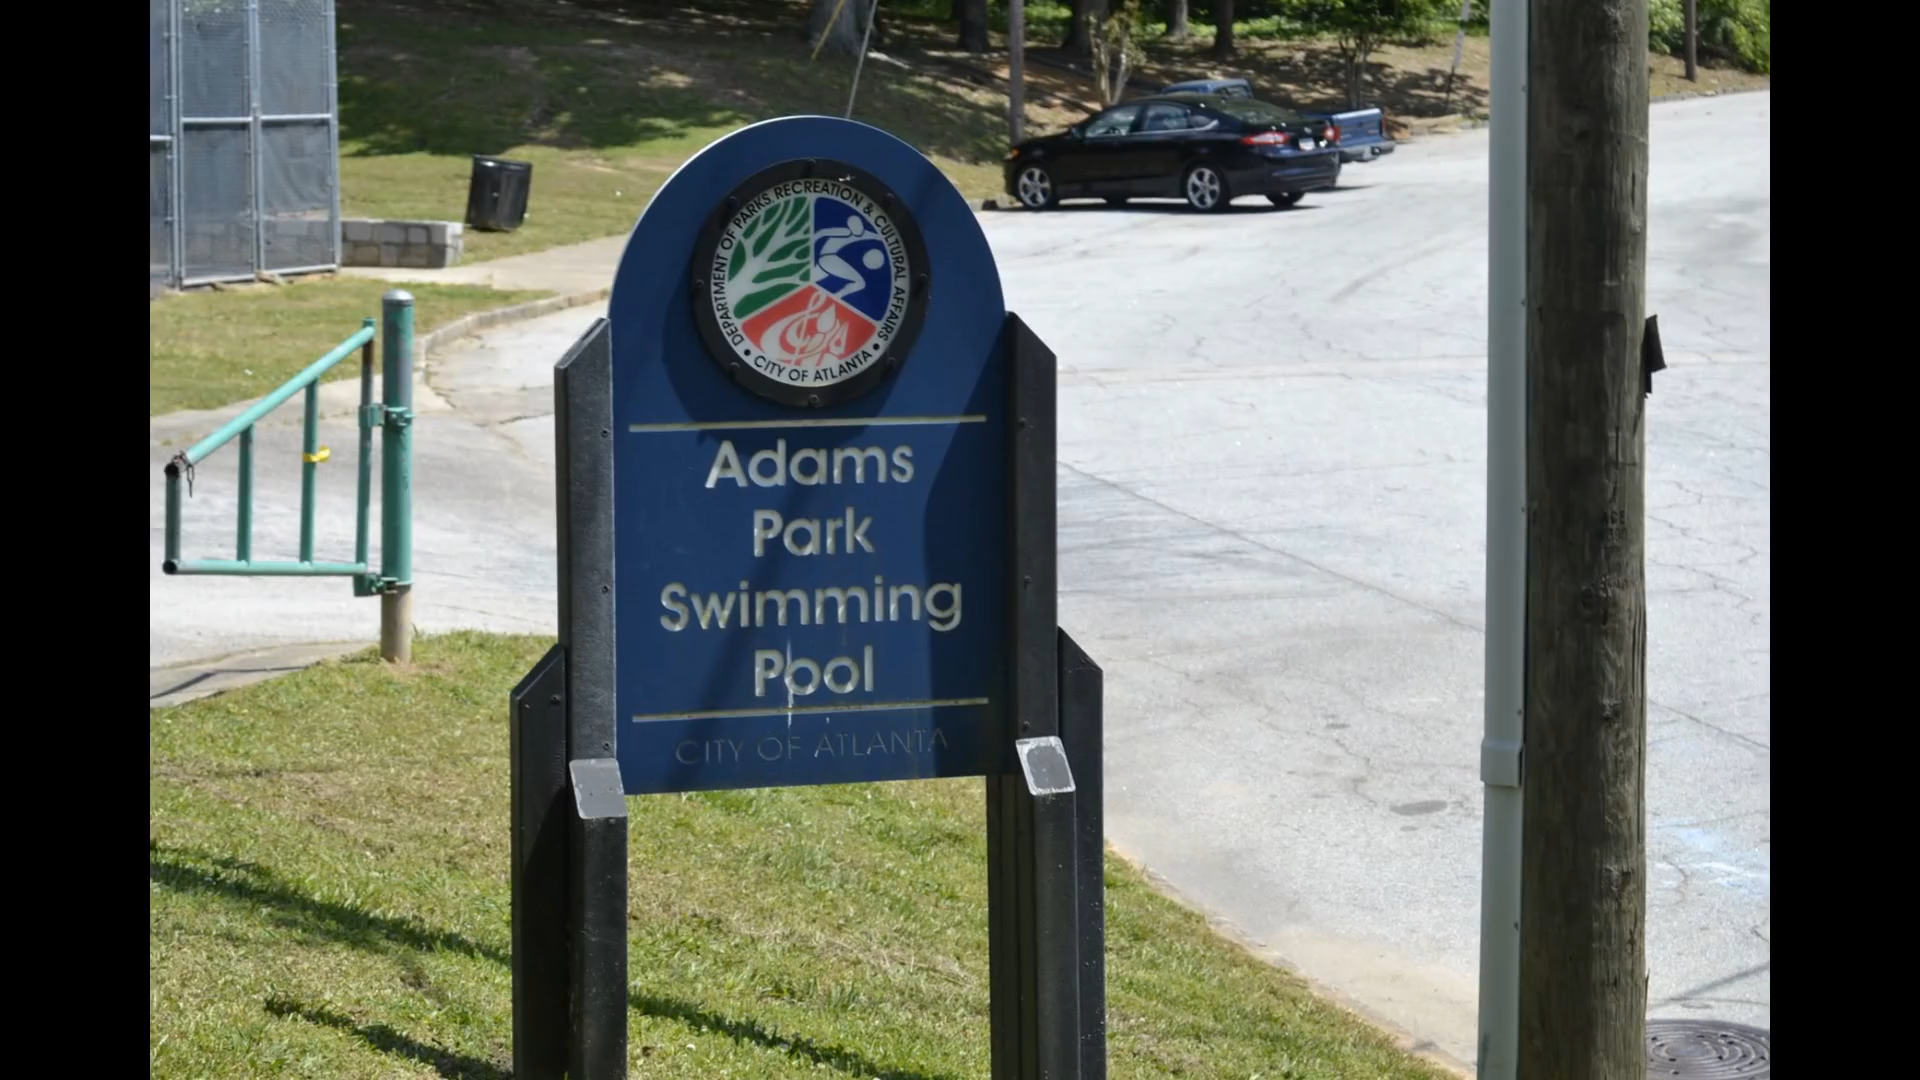 DEPARTMENT OF PARKS, RECREATION & CULTURAL AFFAIRS
• CITY OF ATLANTA •
Adams
Park
Swimming
Pool
CITY OF ATLANTA